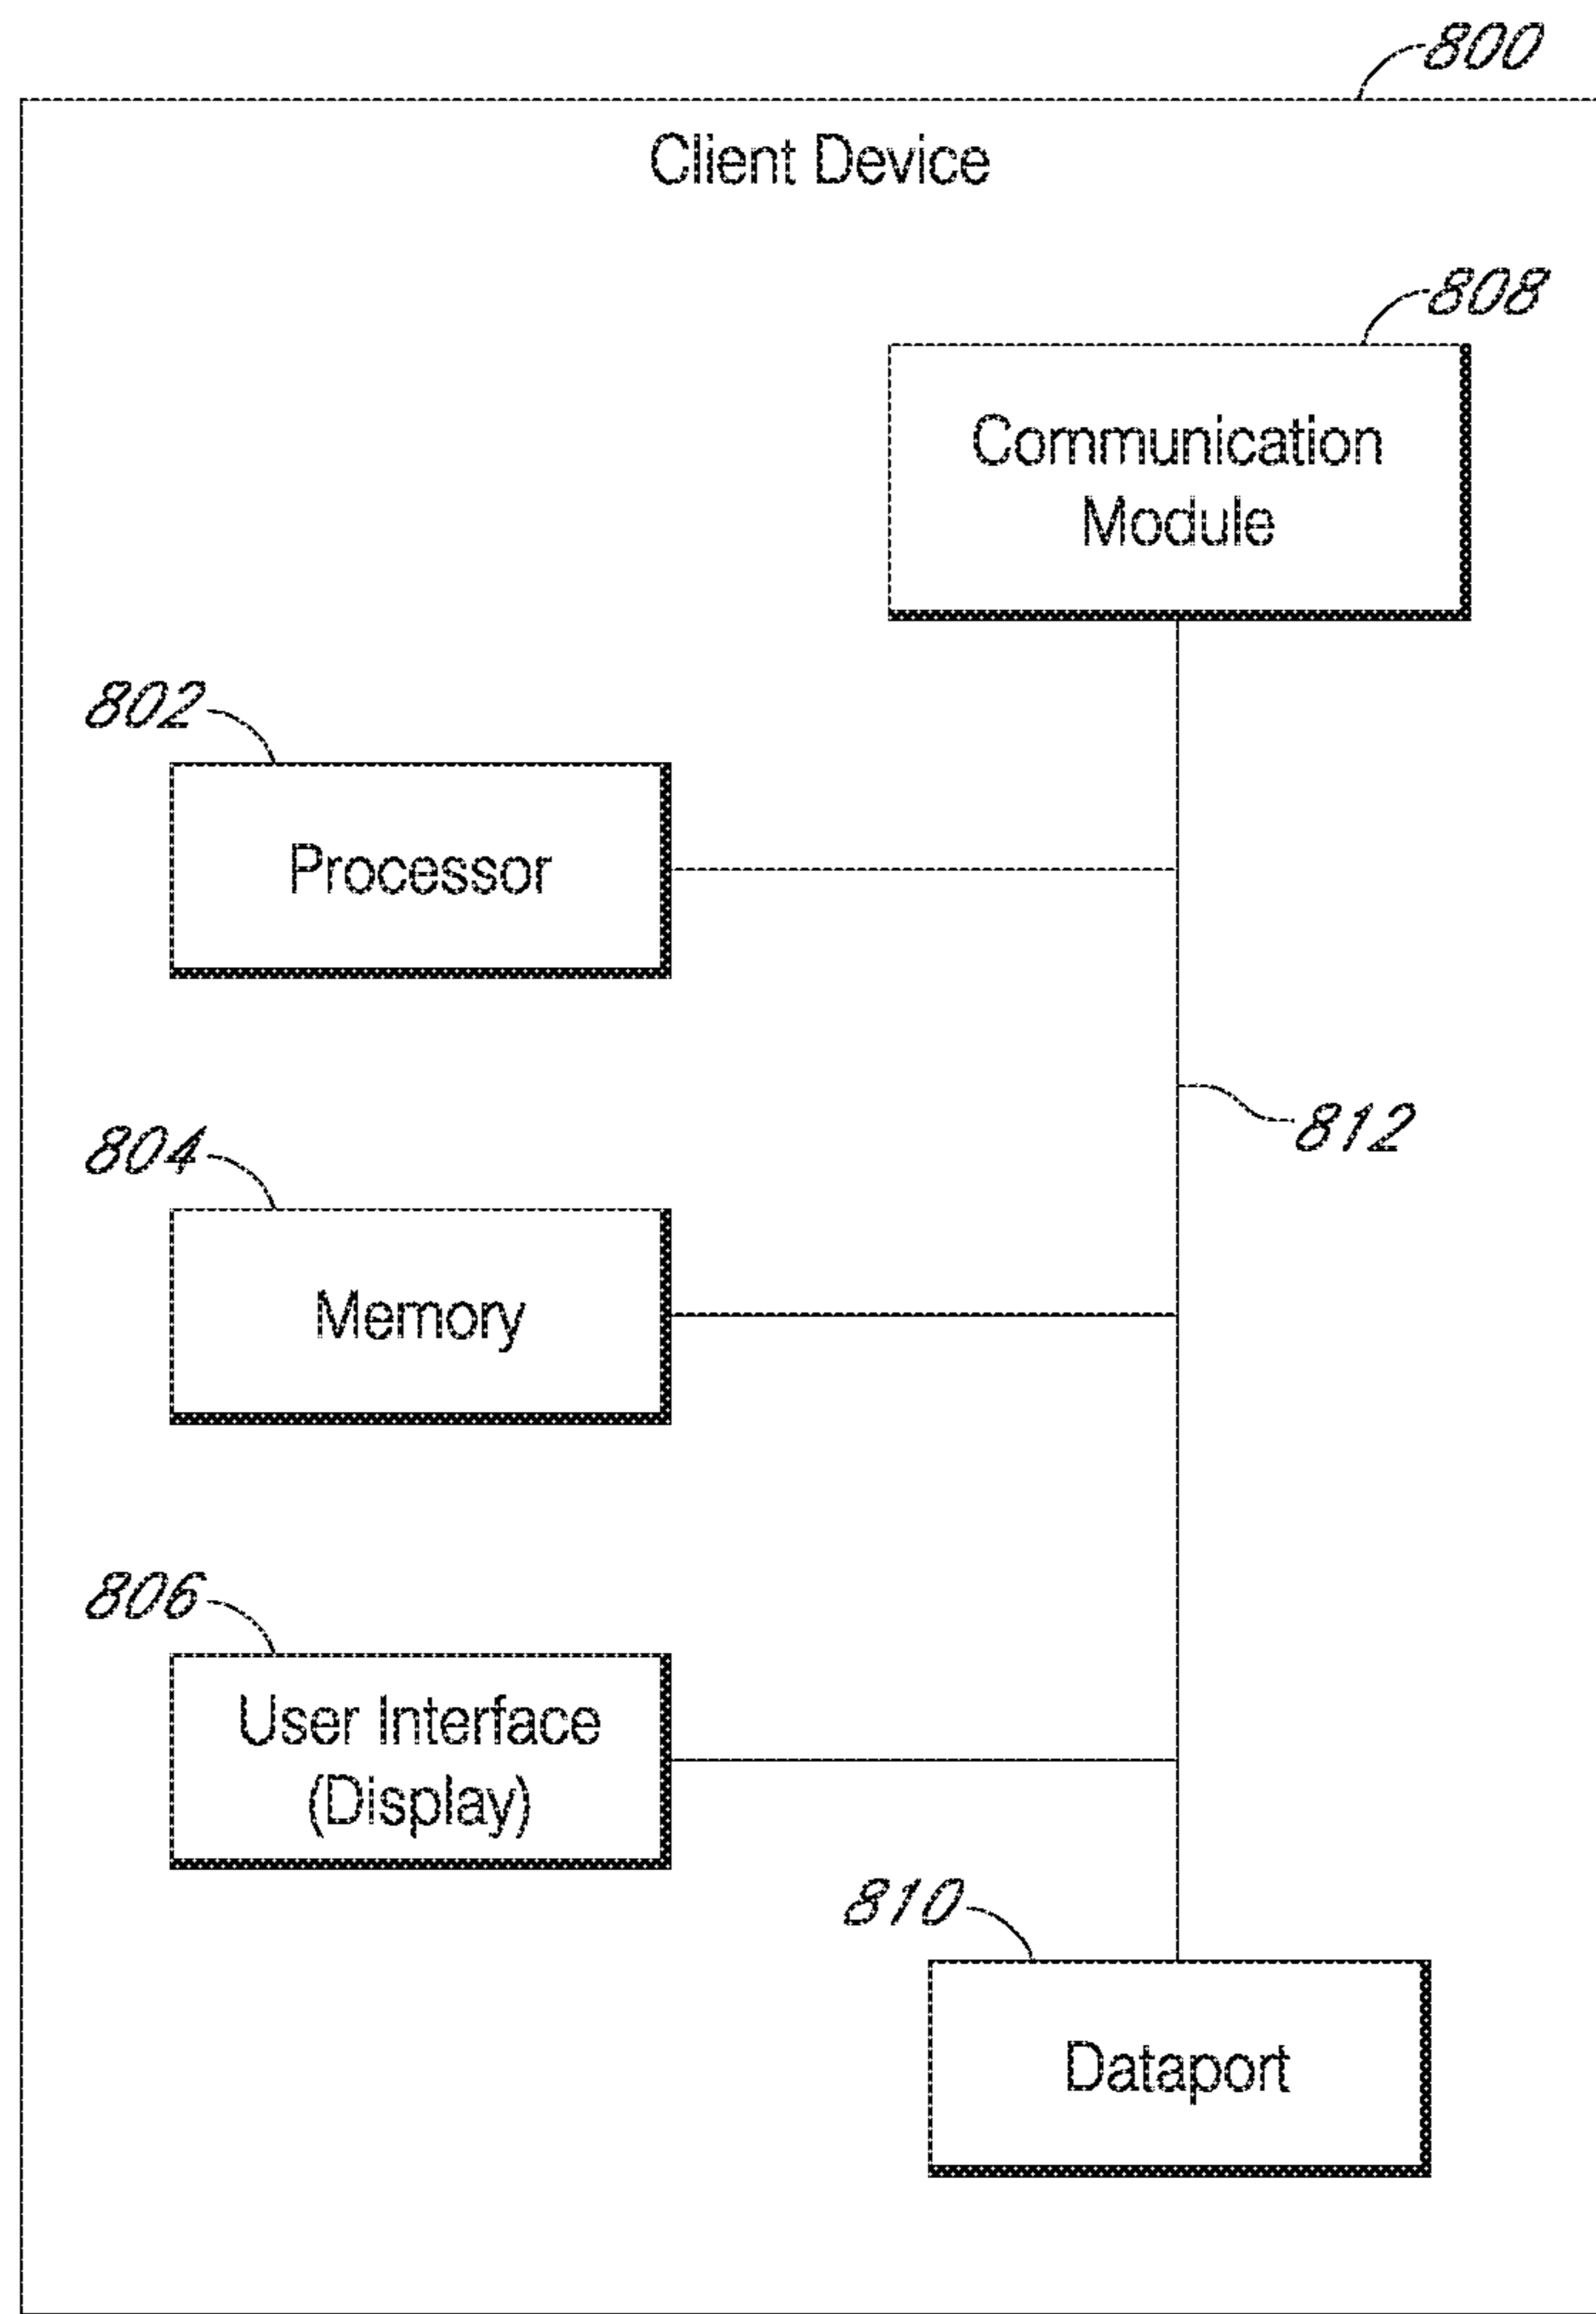 800
Client Device
808
Communication
Module
802
Processor
812
804
Memory
806
User Interface
(Display)
810
Dataport